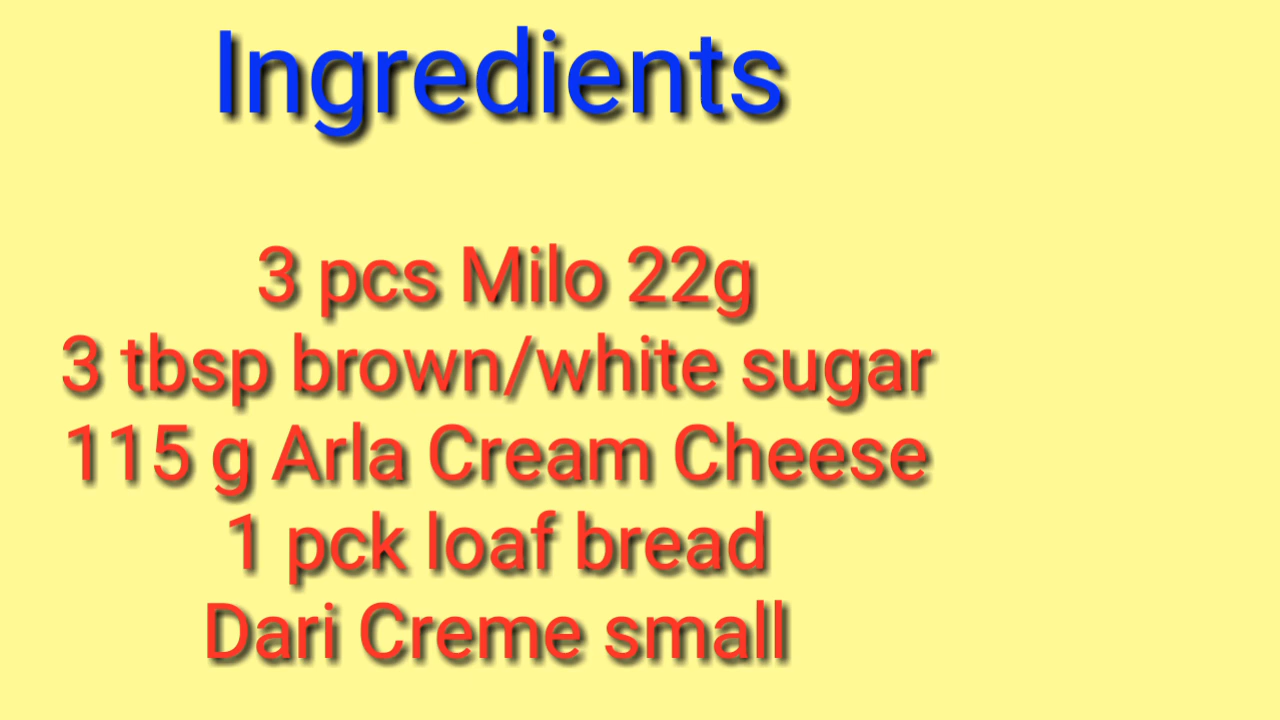 Ingredients
3 pcs Milo 22g
3 tbsp brown/white sugar
115 g Arla Cream Cheese
1 pck loaf bread
Dari Creme small